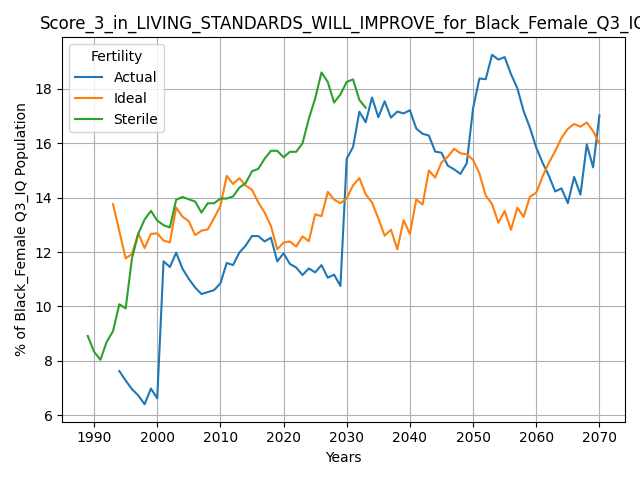 Score_3_in_LIVING_STANDARDS_WILL_IMPROVE_for_Black_Female_Q3_IQ
Fertility
Actual
Ideal
Sterile
% of Black_Female Q3_IQ Population
18
16
14
12
10
8
6
1990 2000 2010 2020 2030 2040 2050 2060 2070
Years